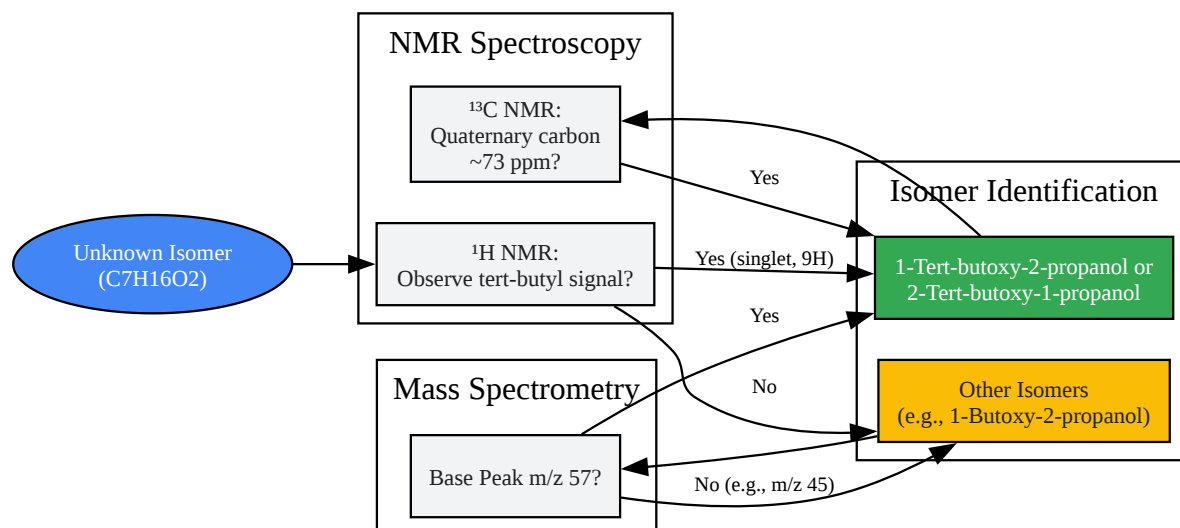 NMR Spectroscopy
¹³C NMR:
Quaternary carbon
~73 ppm?
Yes
Isomer Identification
Unknown Isomer
(C7H16O2)
¹H NMR:
Observe tert-butyl signal?
Yes (singlet, 9H)
1-Tert-butoxy-2-propanol or
2-Tert-butoxy-1-propanol
Yes
Mass Spectrometry
No
Other Isomers
(e.g., 1-Butoxy-2-propanol)
Base Peak m/z 57?
No (e.g., m/z 45)